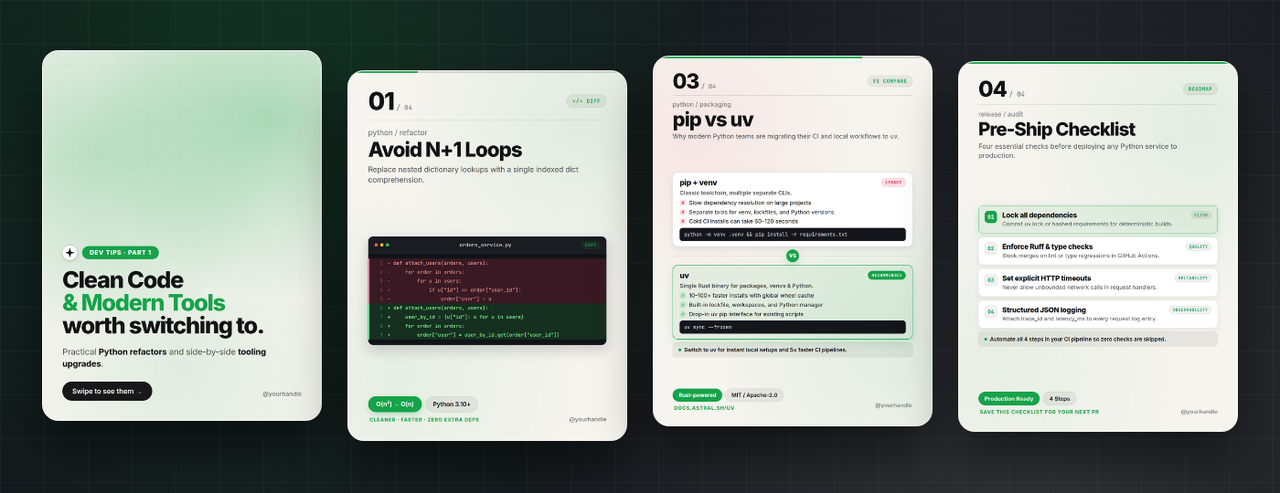 DEV TIPS · PART 1
Clean Code
& Modern Tools
worth switching to.
Practical Python refactors and side-by-side tooling
upgrades.
Swipe to see them →
@yourhandle
01 / 04
</> DIFF
python / refactor
Avoid N+1 Loops
Replace nested dictionary lookups with a single indexed dict
comprehension.
orders_service.py
DIFF
1 - def attach_users(orders, users):
2 - for order in orders:
3 - for u in users:
4 - if u["id"] == order["user_id"]:
5 - order["user"] = u
6 + def attach_users(orders, users):
7 + user_by_id = {u["id"]: u for u in users}
8 + for order in orders:
9 + order["user"] = user_by_id.get(order["user_id"])
O(n²) → O(n)
Python 3.10+
CLEANER · FASTER · ZERO EXTRA DEPS
@yourhandle
03 / 04
VS COMPARE
python / packaging
pip vs uv
Why modern Python teams are migrating their CI and local workflows to uv.
pip + venv
LEGACY
Classic toolchain, multiple separate CLIs.
✗ Slow dependency resolution on large projects
✗ Separate tools for venv, lockfiles, and Python versions
✗ Cold CI installs can take 60-120 seconds
python -m venv .venv && pip install -r requirements.txt
VS
uv
RECOMMENDED
Single Rust binary for packages, venvs & Python.
✓ 10-100× faster installs with global wheel cache
✓ Built-in lockfile, workspaces, and Python manager
✓ Drop-in uv pip interface for existing scripts
uv sync --frozen
Switch to uv for instant local setups and 5x faster CI pipelines.
Rust-powered
MIT / Apache-2.0
DOCS.ASTRAL.SH/UV
@yourhandle
04 / 04
ROADMAP
release / audit
Pre-Ship Checklist
Four essential checks before deploying any Python service to
production.
01 Lock all dependencies
Commit uv.lock or hashed requirements for deterministic builds.
02 Enforce Ruff & type checks
QUALITY
Block merges on lint or type regressions in GitHub Actions.
03 Set explicit HTTP timeouts
RELIABILITY
Never allow unbounded network calls in request handlers.
04 Structured JSON logging
OBSERVABILITY
Attach trace_id and latency_ms to every request log entry.
Automate all 4 steps in your CI pipeline so zero checks are skipped.
Production Ready
4 Steps
SAVE THIS CHECKLIST FOR YOUR NEXT PR
@yourhandle